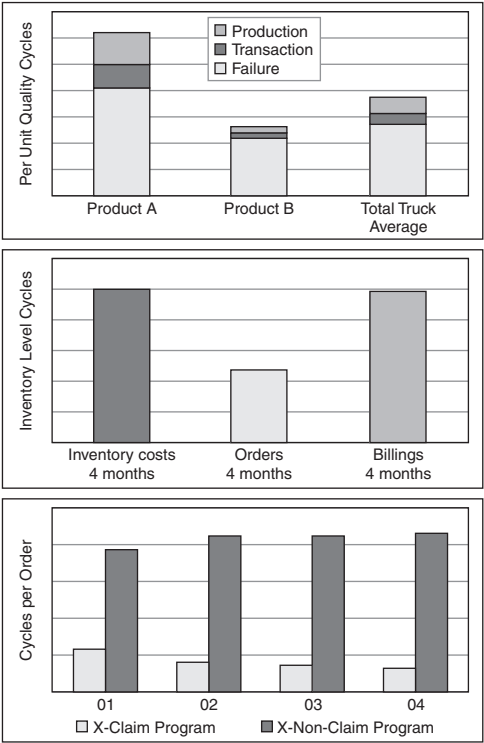 Per Unit Quality Cycles
Production
Transaction
Failure
Product A
Product B
Total Truck
Average
Inventory Level Cycles
Inventory costs
4 months
Orders
4 months
Billings
4 months
Cycles per Order
01
02
03
04
X-Claim Program
X-Non-Claim Program